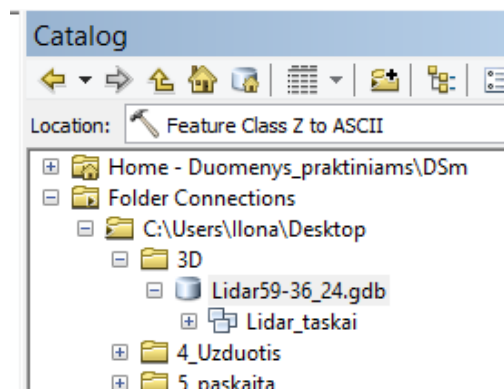 Catalog
Location: Feature Class Z to ASCII
Home - Duomenys_praktiniams\DSm
Folder Connections
C:\Users\Ilona\Desktop
3D
Lidar59-36_24.gdb
Lidar_taskai
4_Uzduotis
5_paskaita